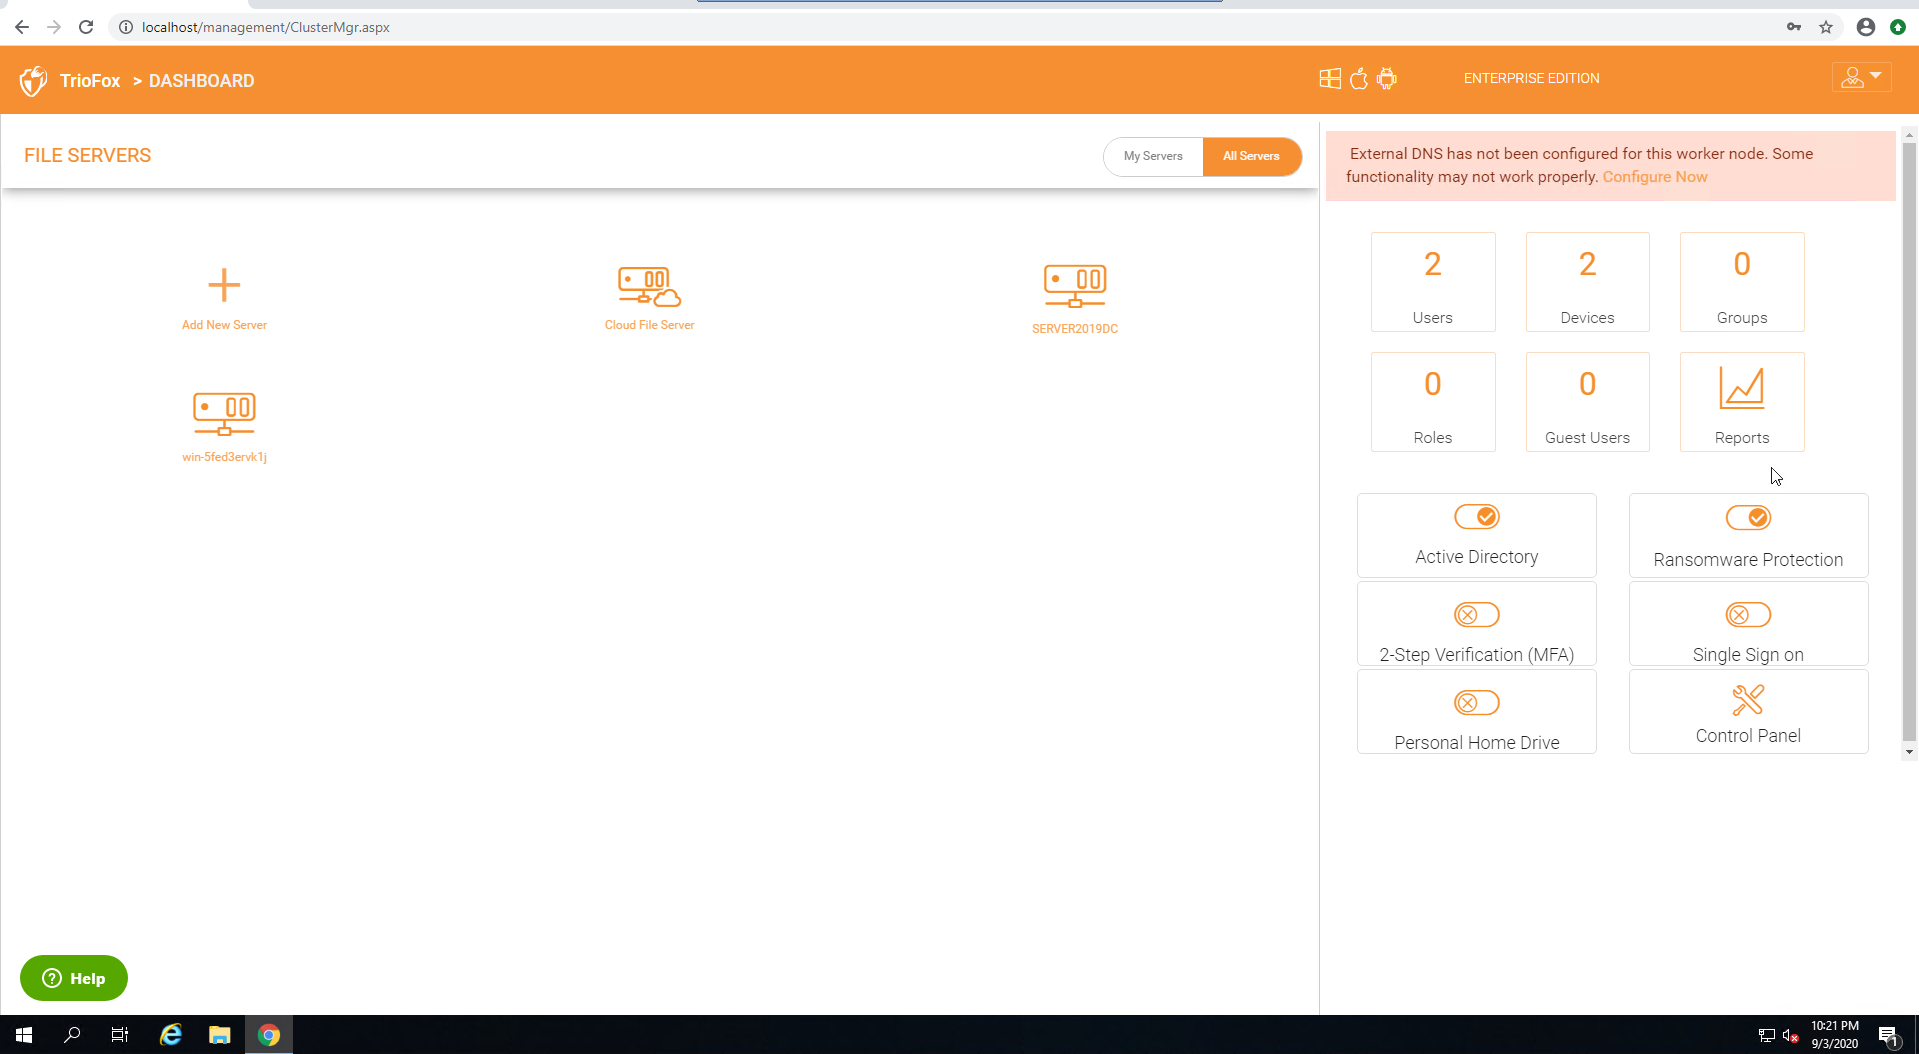 localhost/management/ClusterMgr.aspx
TrioFox > DASHBOARD
ENTERPRISE EDITION
FILE SERVERS
My Servers
All Servers
External DNS has not been configured for this worker node. Some
functionality may not work properly. Configure Now
Add New Server
Cloud File Server
SERVER2019DC
win-5fed3ervk1j
2
Users
2
Devices
0
Groups
0
Roles
0
Guest Users
Reports
Active Directory
Ransomware Protection
2-Step Verification (MFA)
Single Sign on
Personal Home Drive
Control Panel
? Help
10:21 PM
9/3/2020
1